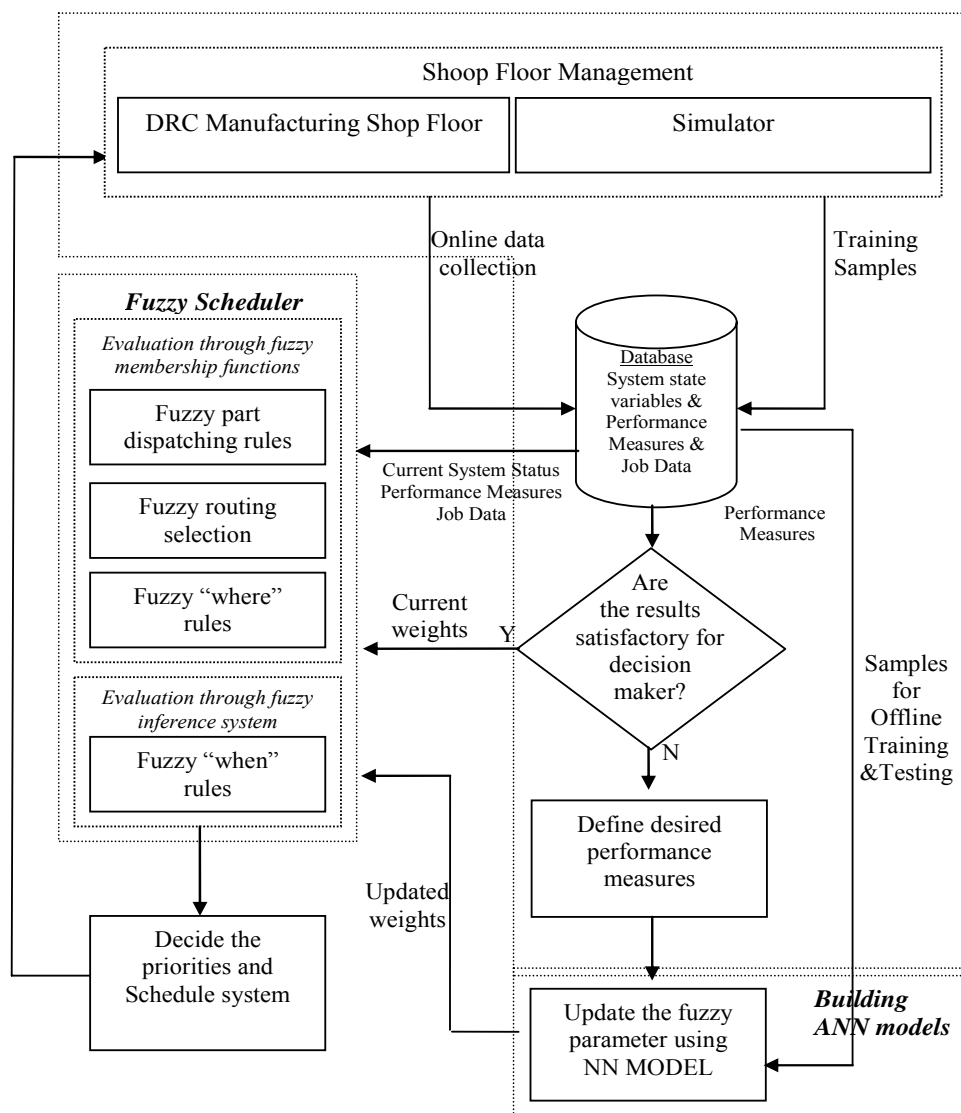 Shoop Floor Management
DRC Manufacturing Shop Floor
Simulator
Online data
collection
Training
Samples
Fuzzy Scheduler
Evaluation through fuzzy
membership functions
Fuzzy part
dispatching rules
Fuzzy routing
selection
Fuzzy “where”
rules
Evaluation through fuzzy
inference system
Fuzzy “when”
rules
Database
System state
variables &
Performance
Measures &
Job Data
Current System Status
Performance Measures
Job Data
Performance
Measures
Are
the results
satisfactory for
decision
maker?
Current
weights
Y
N
Samples
for
Offline
Training
&Testing
Define desired
performance
measures
Updated
weights
Decide the
priorities and
Schedule system
Building
ANN models
Update the fuzzy
parameter using
NN MODEL